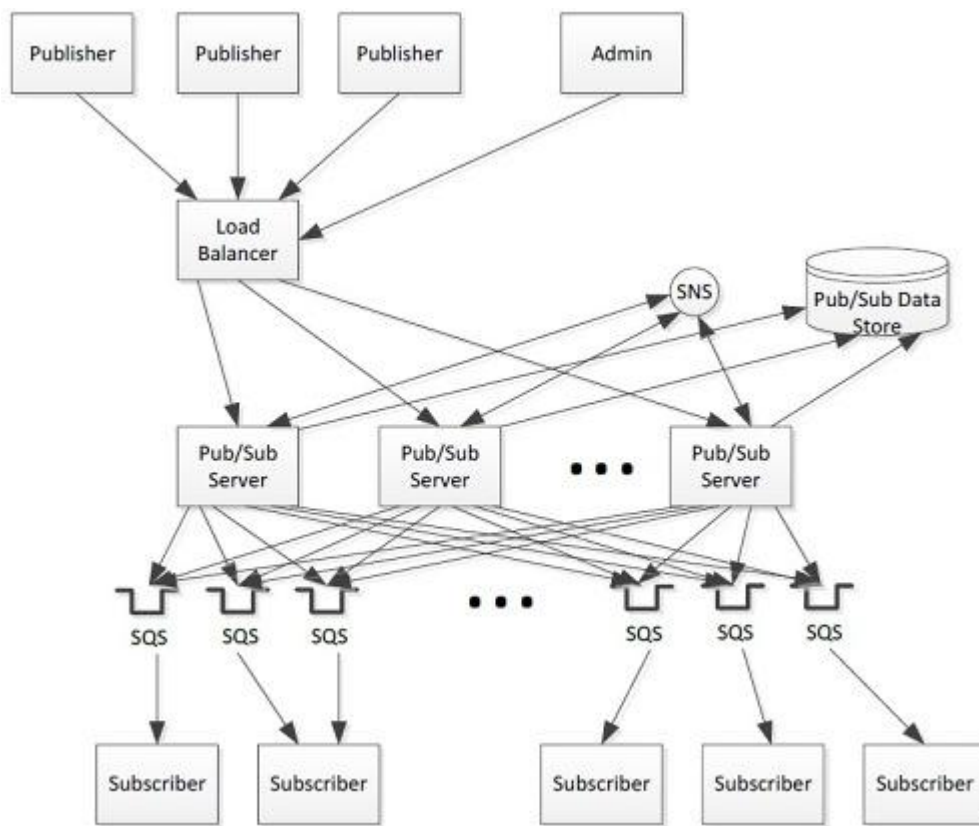 Publisher
Publisher
Publisher
Admin
Load
Balancer
SNS
Pub/Sub Data
Store
Pub/Sub
Server
Pub/Sub
Server
Pub/Sub
Server
SQS
SQS
SQS
SQS
SQS
SQS
Subscriber
Subscriber
Subscriber
Subscriber
Subscriber